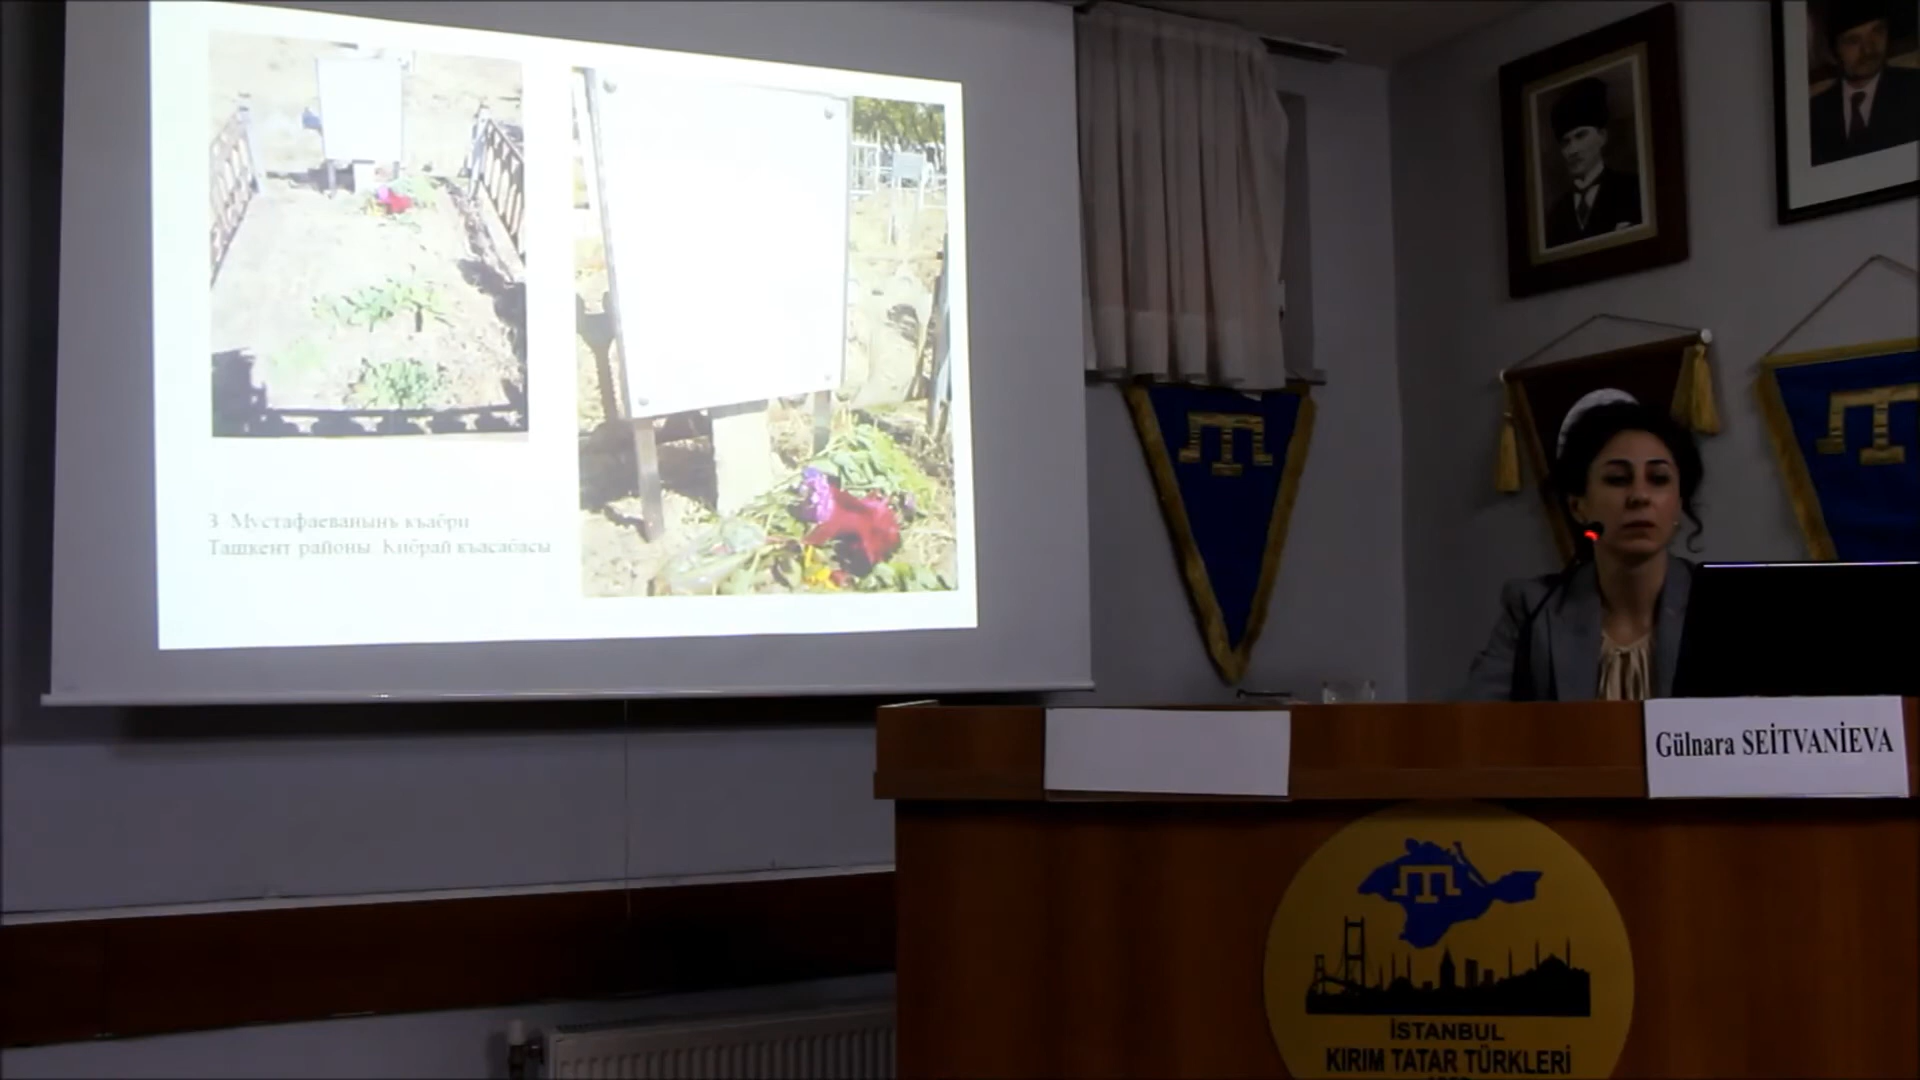 З. Мустафаеванынъ къабри
Ташкент районы. Кибрай къасабасы
Gülnara SEİTVANİEVA
İSTANBUL
KIRIM TATAR TÜRKLERİ